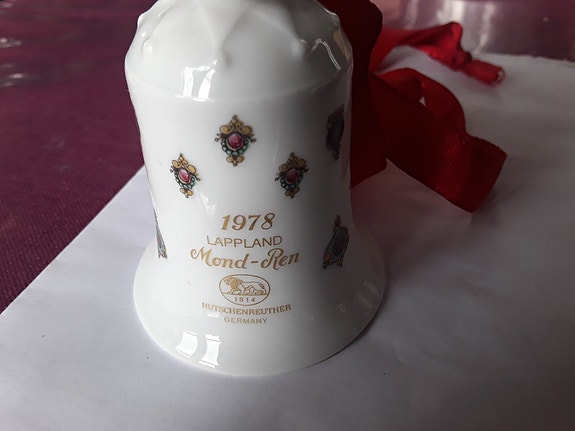 1978
LAPPLAND
Mond-Ren
1814
HUTSCHENREUTHER
GERMANY